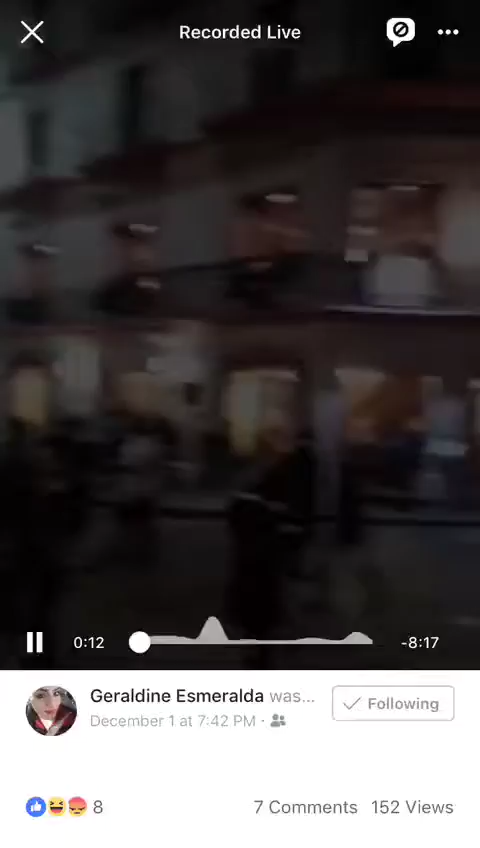 Recorded Live
0:12
-8:17
Geraldine Esmeralda was...
Following
December 1 at 7:42 PM ·
8
7 Comments 152 Views